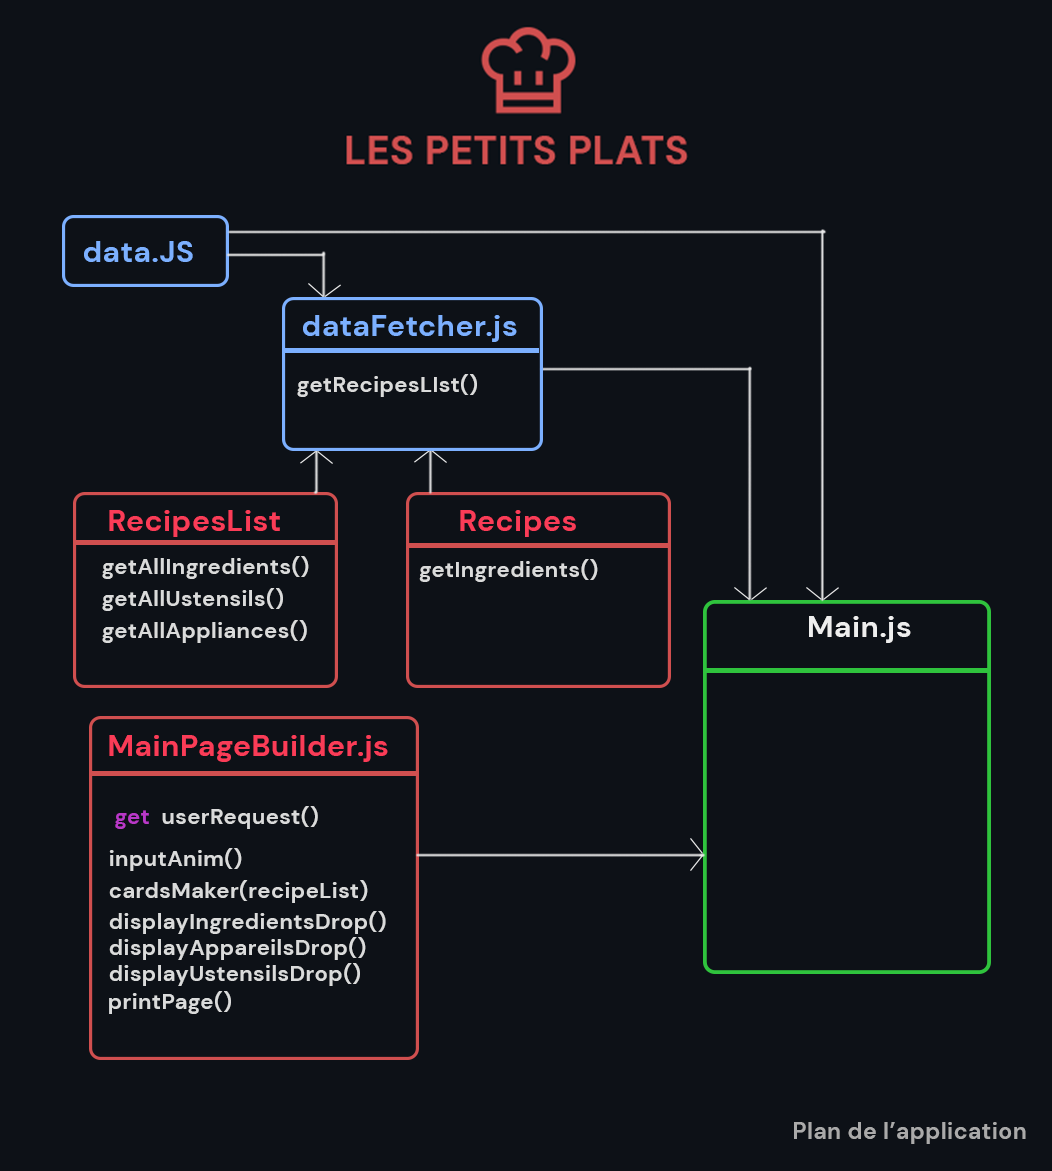 LES PETITS PLATS
data.JS
dataFetcher.js
getRecipesLIst()
RecipesList
getAllIngredients()
getAllUstensils()
getAllAppliances()
Recipes
getIngredients()
Main.js
MainPageBuilder.js
get userRequest()
inputAnim()
cardsMaker(recipeList)
displayIngredientsDrop()
displayAppareilsDrop()
displayUstensilsDrop()
printPage()
Plan de l’application